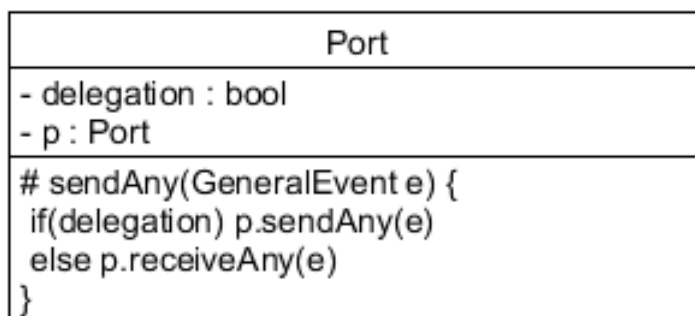 Port
- delegation : bool
- p : Port
# sendAny(GeneralEvent e) {
if(delegation) p.sendAny(e)
else p.receiveAny(e)
}